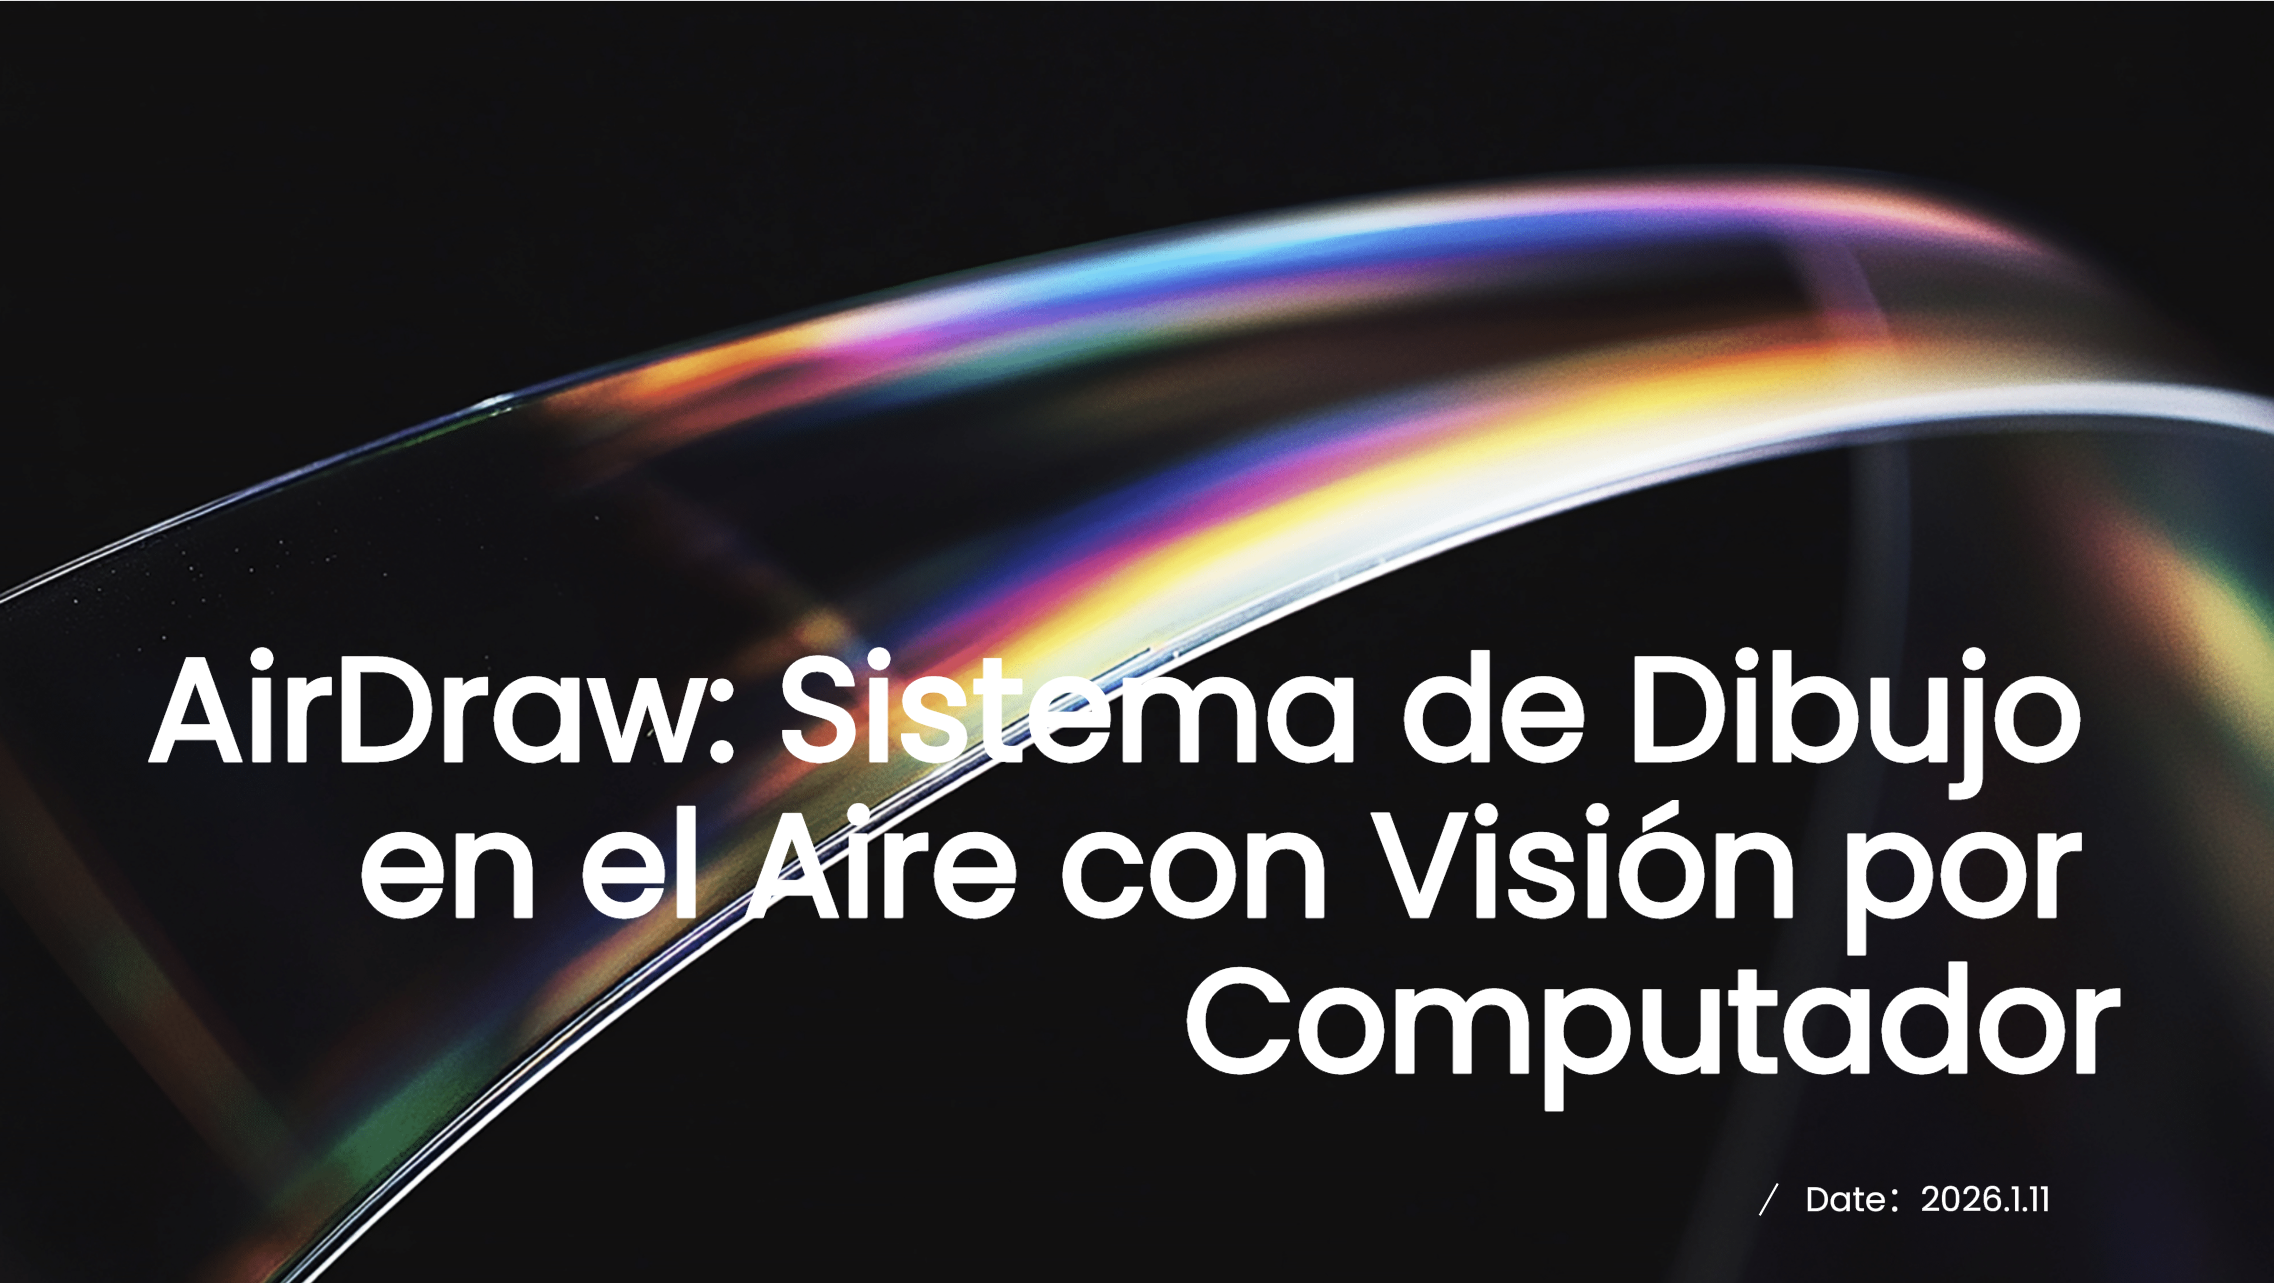 AirDraw: Sistema de Dibujo
en el Aire con Visión por
Computador
/ Date：2026.1.11